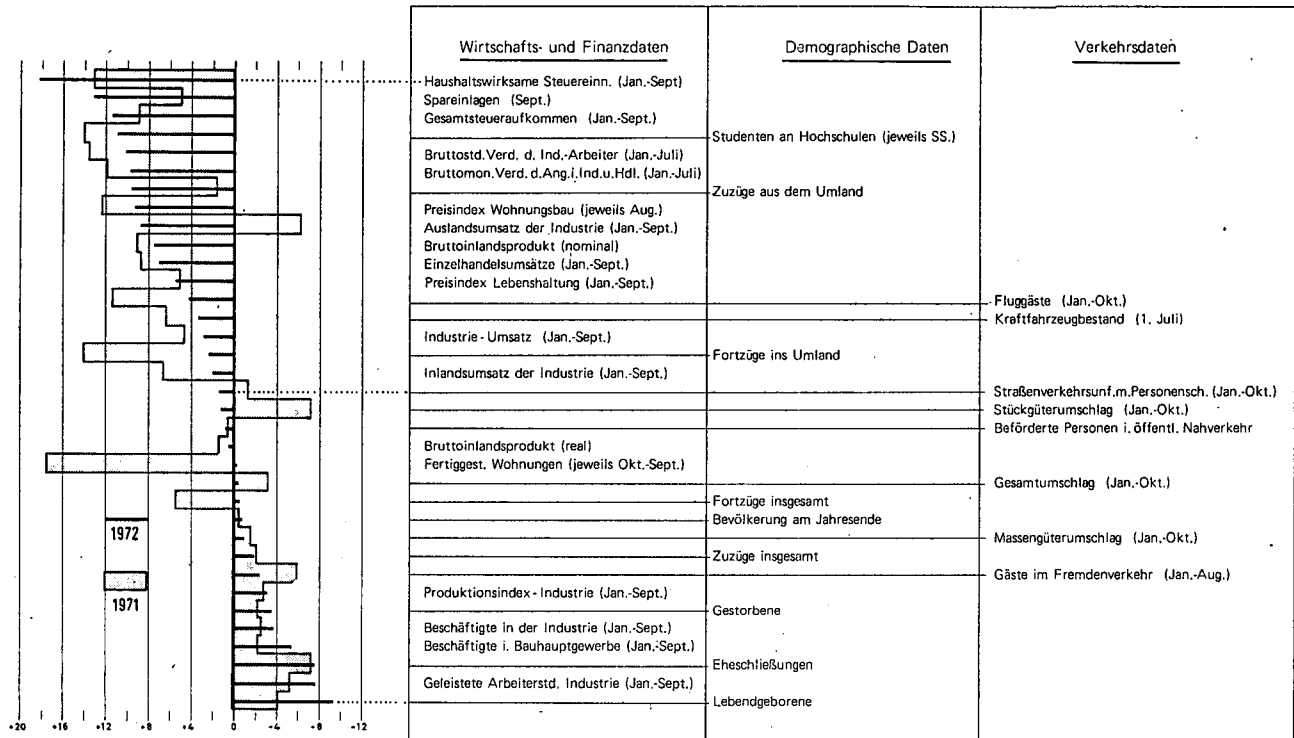 Wirtschafts- und Finanzdaten
Demographische Daten
Verkehrsdaten
Haushaltswirksame Steuereinn. (Jan.-Sept)
Spareinlagen (Sept.)
Gesamtsteueraufkommen (Jan.-Sept.)
Studenten an Hochschulen (jeweils SS.)
Bruttostd.Verd. d. Ind.-Arbeiter (Jan.-Juli)
Bruttomon.Verd.d.Ang.i.Ind.u.Hdl. (Jan.-Juli)
Zuzüge aus dem Umland
Preisindex Wohnungsbau (jeweils Aug.)
Auslandsumsatz der Industrie (Jan.-Sept.)
Bruttoinlandsprodukt (nominal)
Einzelhandelsumsätze (Jan.-Sept.)
Preisindex Lebenshaltung (Jan.-Sept.)
Fluggäste (Jan.-Okt.)
Kraftfahrzeugbestand (1. Juli)
Industrie-Umsatz (Jan.-Sept.)
Fortzüge ins Umland
Inlandsumsatz der Industrie (Jan.-Sept.)
Straßenverkehrsunf.m.Personensch. (Jan.-Okt.)
Stückgüterumschlag (Jan.-Okt.)
Beförderte Personen i. öffentl. Nahverkehr
Bruttoinlandsprodukt (real)
Fertiggest. Wohnungen (jeweils Okt.-Sept.)
Gesamtumschlag (Jan.-Okt.)
Fortzüge insgesamt
Bevölkerung am Jahresende
1972
Massengüterumschlag (Jan.-Okt.)
Zuzüge insgesamt
Gäste im Fremdenverkehr (Jan.-Aug.)
1971
Produktionsindex-Industrie (Jan.-Sept.)
Gestorbene
Beschäftigte in der Industrie (Jan.-Sept.)
Beschäftigte i. Bauhauptgewerbe (Jan.-Sept.)
Eheschließungen
Geleistete Arbeiterstd. Industrie (Jan.-Sept.)
Lebendgeborene
+20 +16 +12 +8 +4 0 -4 -8 -12